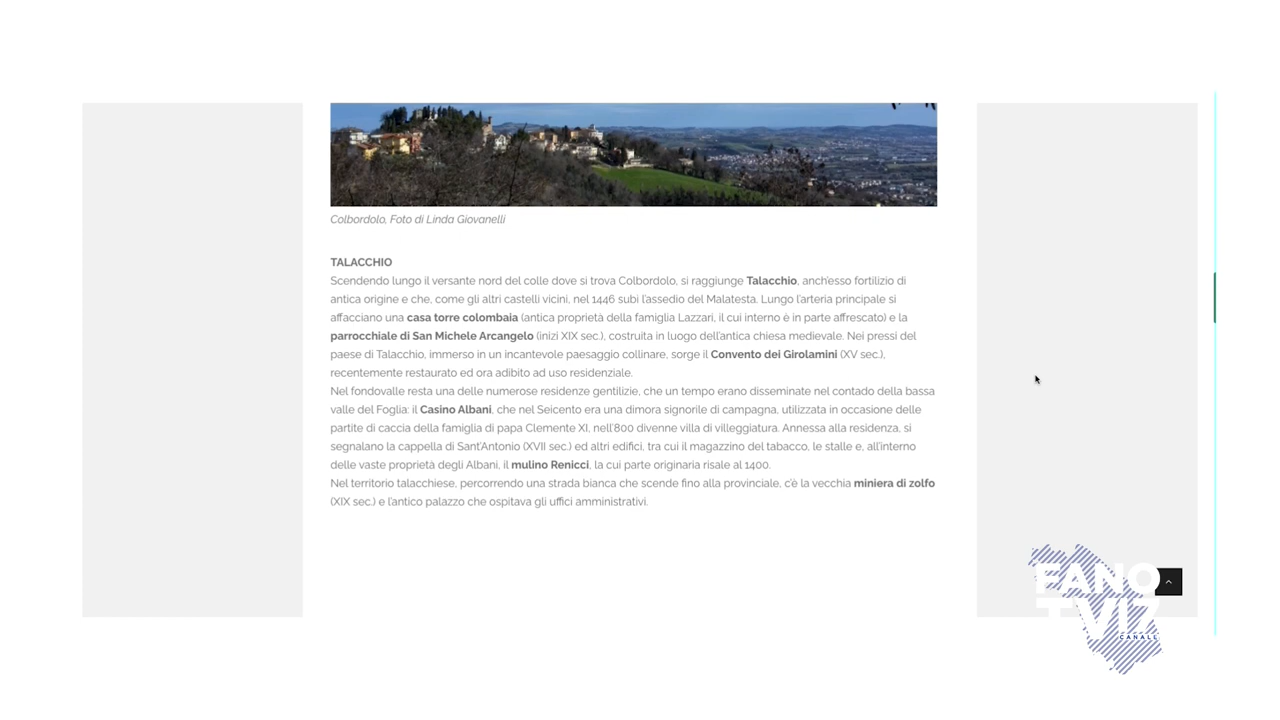 Colbordolo, Foto di Linda Giovanelli
TALACCHIO
Scendendo lungo il versante nord del colle dove si trova Colbordolo, si raggiunge Talacchio, anch'esso fortilizio di
antica origine e che, come gli altri castelli vicini, nel 1446 subì l'assedio del Malatesta. Lungo l'arteria principale si
affacciano una casa torre colombaia (antica proprietà della famiglia Lazzari, il cui interno è in parte affrescato) e la
parrocchiale di San Michele Arcangelo (inizi XIX sec.), costruita in luogo dell'antica chiesa medievale. Nei pressi del
paese di Talacchio, immerso in un incantevole paesaggio collinare, sorge il Convento dei Girolamini (XV sec.),
recentemente restaurato ed ora adibito ad uso residenziale.
Nel fondovalle resta una delle numerose residenze gentilizie, che un tempo erano disseminate nel contado della bassa
valle del Foglia: il Casino Albani, che nel Seicento era una dimora signorile di campagna, utilizzata in occasione delle
partite di caccia della famiglia di papa Clemente XI, nell'800 divenne villa di villeggiatura. Annessa alla residenza, si
segnalano la cappella di Sant'Antonio (XVII sec.) ed altri edifici, tra cui il magazzino del tabacco, le stalle e, all'interno
delle vaste proprietà degli Albani, il mulino Renicci, la cui parte originaria risale al 1400.
Nel territorio talacchiese, percorrendo una strada bianca che scende fino alla provinciale, c'è la vecchia miniera di zolfo
(XIX sec.) e l'antico palazzo che ospitava gli uffici amministrativi.
FANO
TV17
CANALE